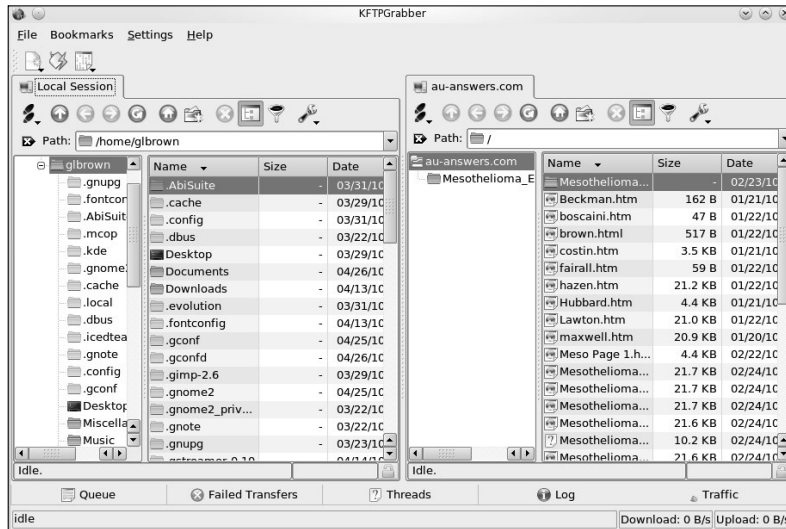 KFTPGrabber
File Bookmarks Settings Help
Local Session
Path: /home/glbrown
glbrown
.gnupg
.fontcor
.AbiSuit
.mcop
.kde
.gnome
.cache
.local
.dbus
.icedtea
.gnote
.config
.gconf
Desktop
Miscella
Music
Name Size Date
.AbiSuite - 03/31/10
.cache - 03/29/10
.config - 03/31/10
.dbus - 03/22/10
Desktop - 03/29/10
Documents - 04/26/10
Downloads - 04/13/10
.evolution - 03/31/10
.fontconfig - 04/13/10
.gconf - 04/25/10
.gconfd - 04/26/10
.gimp-2.6 - 03/29/10
.gnome2 - 04/25/10
.gnome2_priv... - 03/22/10
.gnote - 03/22/10
.gnupg - 03/23/10
.gstreamer-0.10 - 04/14/10
Idle.
au-answers.com
Path: /
au-answers.com
Mesothelioma_E
Name Size Date
Mesothelioma... - 02/23/10
Beckman.htm 162 B 01/21/10
boscaini.htm 47 B 01/22/10
brown.html 517 B 01/22/10
costin.htm 3.5 KB 01/21/10
fairall.htm 59 B 01/22/10
hazen.htm 21.2 KB 01/22/10
Hubbard.htm 4.4 KB 01/21/10
Lawton.htm 21.0 KB 01/22/10
maxwell.htm 20.9 KB 01/20/10
Meso Page 1.h... 4.4 KB 01/22/10
Mesothelioma... 21.7 KB 02/24/10
Mesothelioma... 21.7 KB 02/24/10
Mesothelioma... 21.7 KB 02/24/10
Mesothelioma... 21.6 KB 02/24/10
Mesothelioma... 10.2 KB 02/24/10
Mesothelioma... 21.6 KB 02/24/10
Idle.
Queue Failed Transfers Threads Log Traffic
idle Download: 0 B/s Upload: 0 B/s